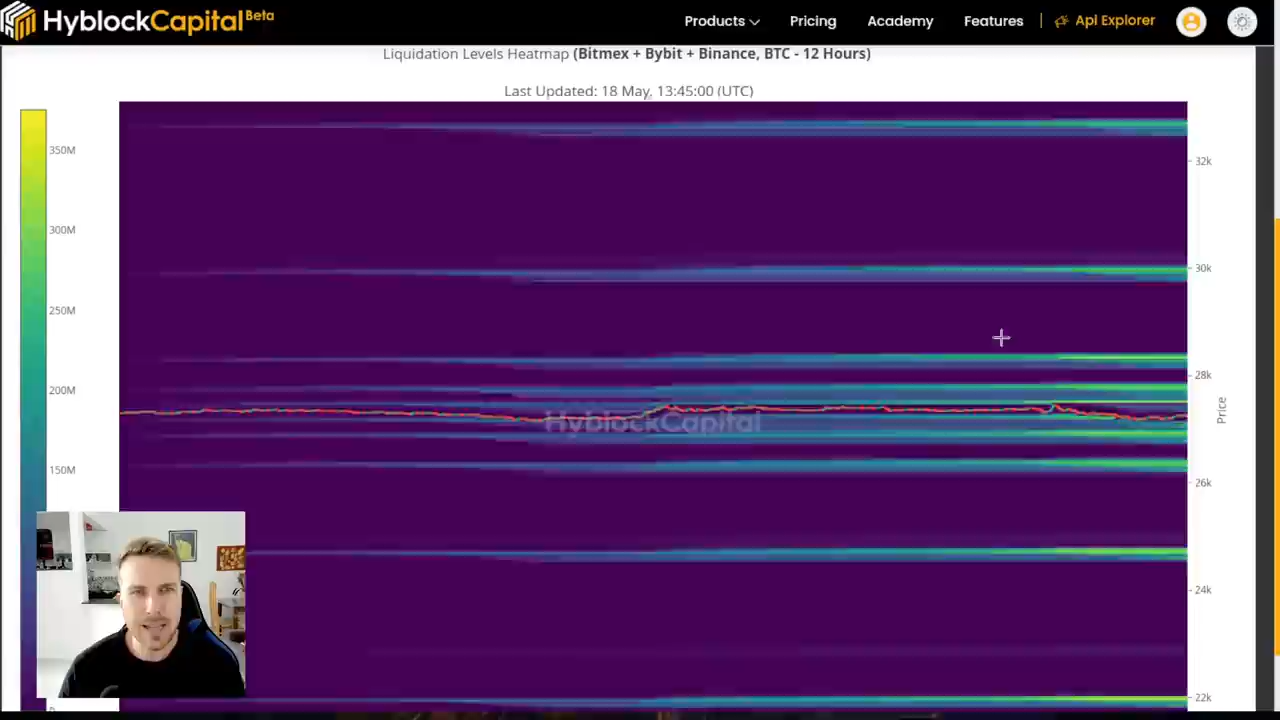 HyblockCapital Beta
Products Pricing Academy Features Api Explorer
Liquidation Levels Heatmap (Bitmex + Bybit + Binance, BTC - 12 Hours)
Last Updated: 18 May, 13:45:00 (UTC)
350M
300M
250M
200M
150M
32k
30k
28k
26k
24k
22k
Price
HyblockCapital